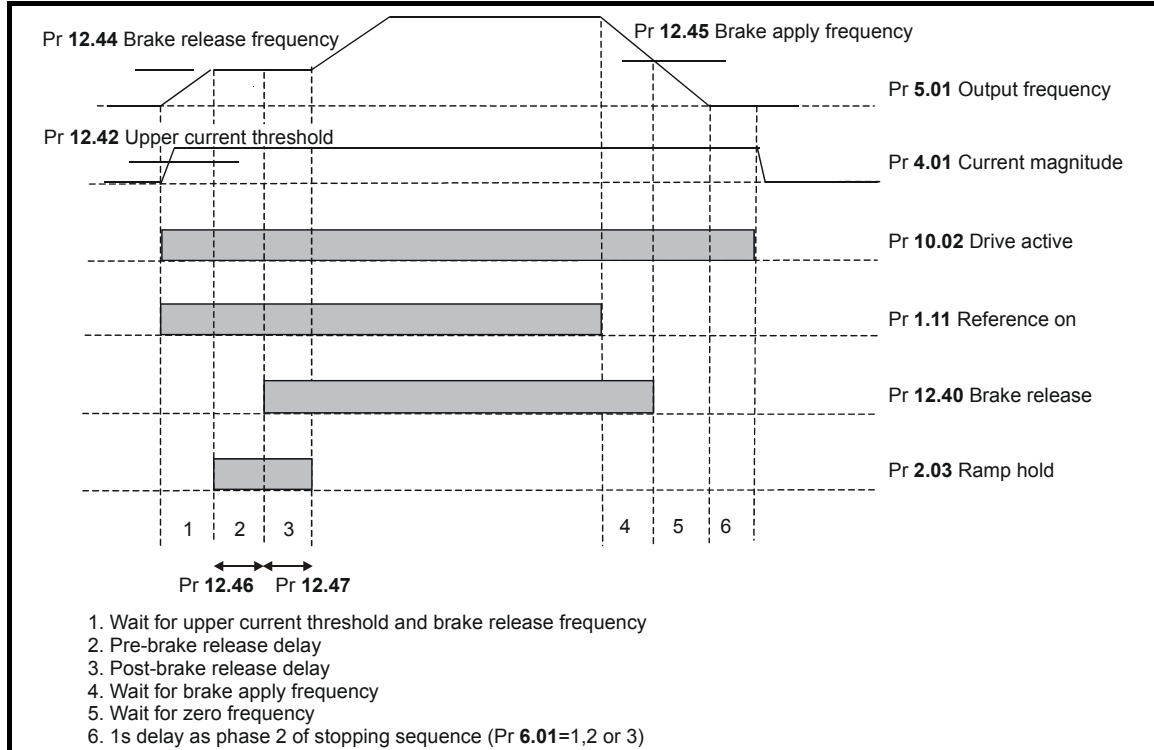 Pr 12.44 Brake release frequency
Pr 12.45 Brake apply frequency
Pr 5.01 Output frequency
Pr 12.42 Upper current threshold
Pr 4.01 Current magnitude
Pr 10.02 Drive active
Pr 1.11 Reference on
Pr 12.40 Brake release
Pr 2.03 Ramp hold
1 2 3 4 5 6
Pr 12.46 Pr 12.47
1. Wait for upper current threshold and brake release frequency
2. Pre-brake release delay
3. Post-brake release delay
4. Wait for brake apply frequency
5. Wait for zero frequency
6. 1s delay as phase 2 of stopping sequence (Pr 6.01=1,2 or 3)